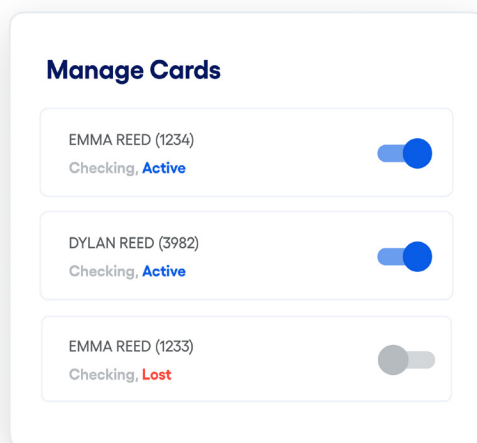 Manage Cards
EMMA REED (1234)
Checking, Active
DYLAN REED (3982)
Checking, Active
EMMA REED (1233)
Checking, Lost